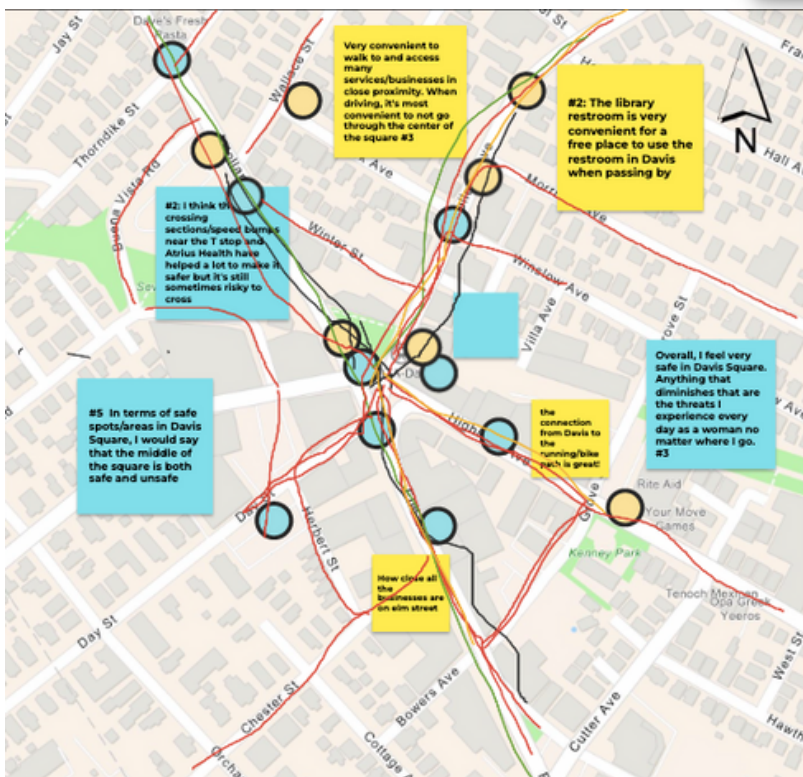 Jay St
Dave's Fresh
Pasta
Wallace St
Very convenient to
walk to and access
many
services/businesses in
close proximity. When
driving, it's most
convenient to not go
through the center of
the square #3
#2: The library
restroom is very
convenient for a
free place to use the
restroom in Davis
when passing by
N
Hall Ave
Thorndike St
Buena Vista Rd
#2: I think the
crossing
sections/speed bumps
near the T stop and
Atrius Health have
helped a lot to make it
safer but it's still
sometimes risky to
cross
Winter St
Winslow Ave
Villa Ave
#5 In terms of safe
spots/areas in Davis
Square, I would say
that the middle of
the square is both
safe and unsafe
Overall, I feel very
safe in Davis Square.
Anything that
diminishes that are
the threats I
experience every
day as a woman no
matter where I go.
#3
the
connection
from Davis to
the
running/bike
path is great!
Rite Aid
Your Move
Games
Grove
Kenney Park
Herbert St
How close all
the
businesses are
on elm street
Tenoch Mexican
Opa Greek
Yeeros
West St
Day St
Chester St
Bowers Ave
Cutter Ave
Cottage Ave